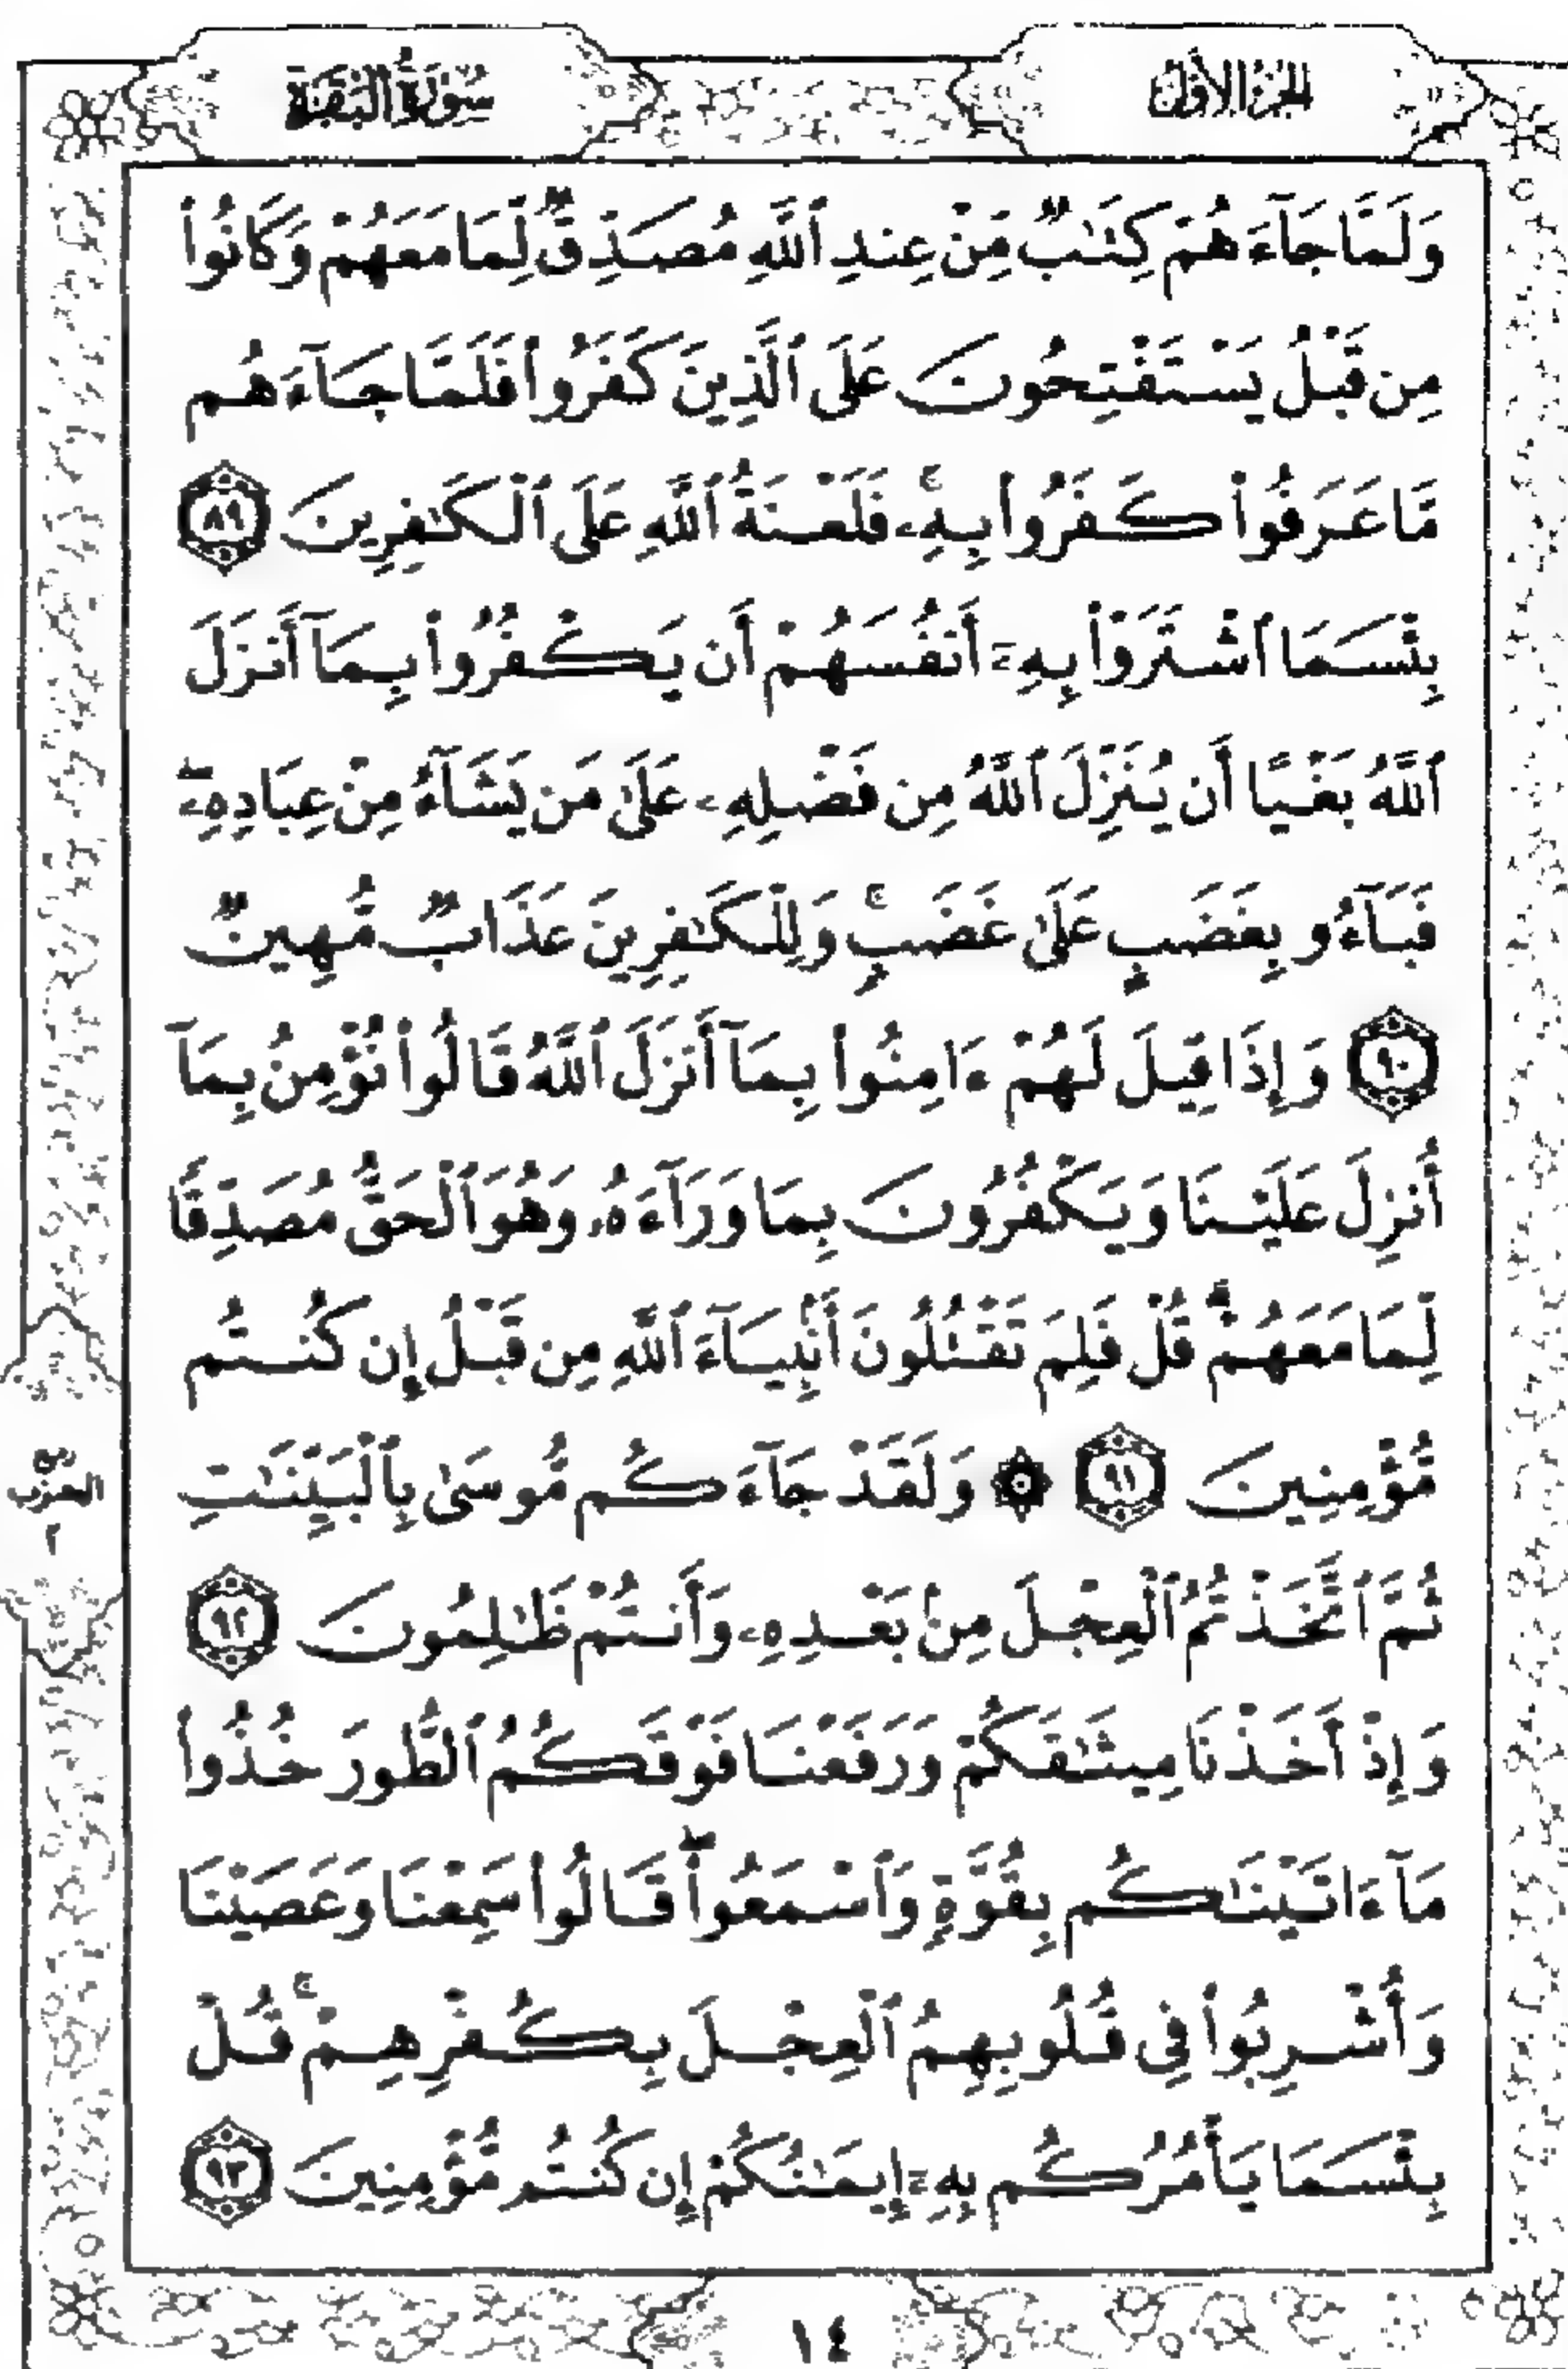 الجزء الأول
سورة البقرة
وَلَمَّا جَآءَهُمْ كِتَٰبٌ مِّنْ عِندِ ٱللَّهِ مُصَدِّقٌ لِّمَا مَعَهُمْ وَكَانُوا۟
مِن قَبْلُ يَسْتَفْتِحُونَ عَلَى ٱلَّذِينَ كَفَرُوا۟ فَلَمَّا جَآءَهُم
مَّا عَرَفُوا۟ كَفَرُوا۟ بِهِۦ ۚ فَلَعْنَةُ ٱللَّهِ عَلَى ٱلْكَٰفِرِينَ ٨٩
بِئْسَمَا ٱشْتَرَوْا۟ بِهِۦٓ أَنفُسَهُمْ أَن يَكْفُرُوا۟ بِمَآ أَنزَلَ
ٱللَّهُ بَغْيًا أَن يُنَزِّلَ ٱللَّهُ مِن فَضْلِهِۦ عَلَىٰ مَن يَشَآءُ مِنْ عِبَادِهِۦ ۖ
فَبَآءُو بِغَضَبٍ عَلَىٰ غَضَبٍ ۚ وَلِلْكَٰفِرِينَ عَذَابٌ مُّهِينٌ
٩٠ وَإِذَا قِيلَ لَهُمْ ءَامِنُوا۟ بِمَآ أَنزَلَ ٱللَّهُ قَالُوا۟ نُؤْمِنُ بِمَآ
أُنزِلَ عَلَيْنَا وَيَكْفُرُونَ بِمَا وَرَآءَهُۥ وَهُوَ ٱلْحَقُّ مُصَدِّقًا
لِّمَا مَعَهُمْ ۗ قُلْ فَلِمَ تَقْتُلُونَ أَنۢبِيَآءَ ٱللَّهِ مِن قَبْلُ إِن كُنتُم
مُّؤْمِنِينَ ٩١ ۞ وَلَقَدْ جَآءَكُم مُّوسَىٰ بِٱلْبَيِّنَٰتِ
ثُمَّ ٱتَّخَذْتُمُ ٱلْعِجْلَ مِنۢ بَعْدِهِۦ وَأَنتُمْ ظَٰلِمُونَ ٩٢
وَإِذْ أَخَذْنَا مِيثَٰقَكُمْ وَرَفَعْنَا فَوْقَكُمُ ٱلطُّورَ خُذُوا۟
مَآ ءَاتَيْنَٰكُم بِقُوَّةٍ وَٱسْمَعُوا۟ ۖ قَالُوا۟ سَمِعْنَا وَعَصَيْنَا
وَأُشْرِبُوا۟ فِى قُلُوبِهِمُ ٱلْعِجْلَ بِكُفْرِهِمْ ۚ قُلْ
بِئْسَمَا يَأْمُرُكُم بِهِۦٓ إِيمَٰنُكُمْ إِن كُنتُم مُّؤْمِنِينَ ٩٣
الحزب
٢
١٤